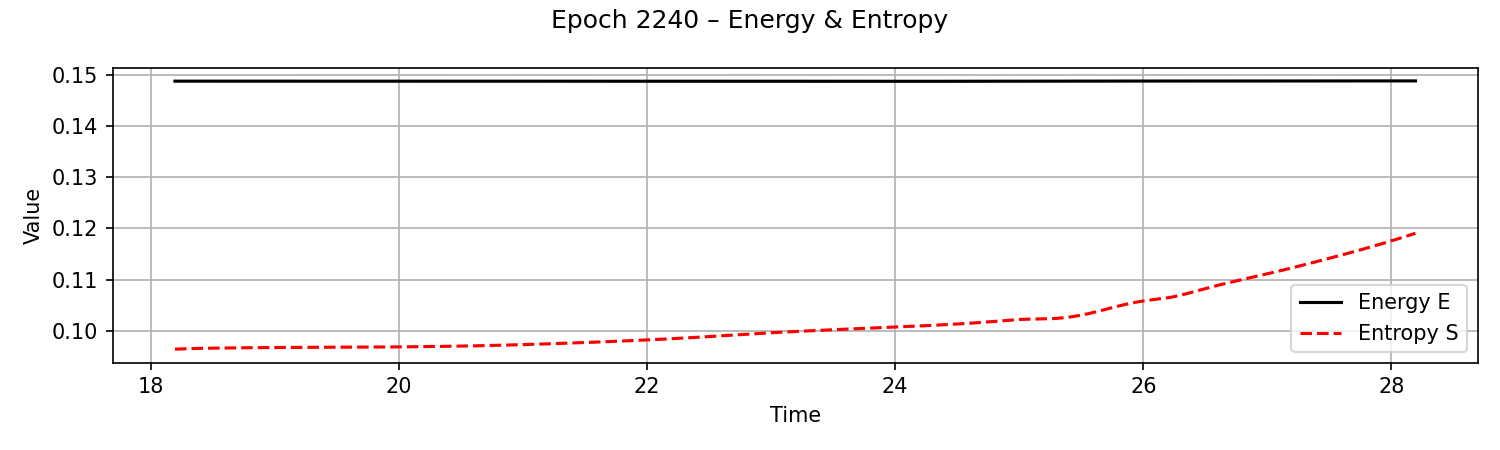 Epoch 2240 – Energy & Entropy
Value
0.15
0.14
0.13
0.12
0.11
0.10
18 20 22 24 26 28
Time
Energy E
Entropy S